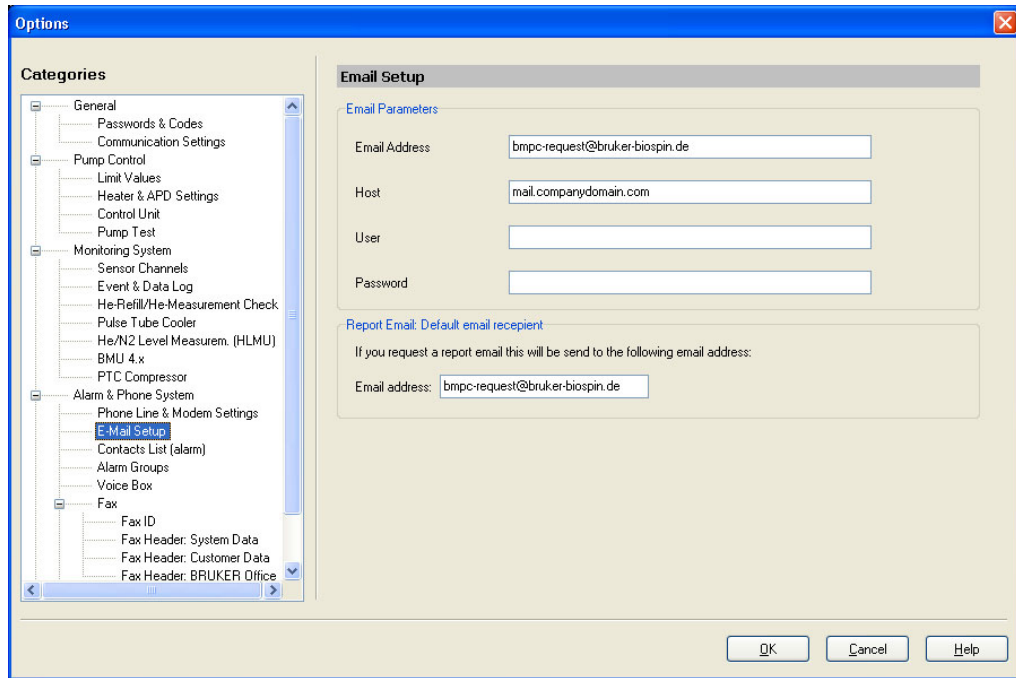 Options
Categories
General
Passwords & Codes
Communication Settings
Pump Control
Limit Values
Heater & APD Settings
Control Unit
Pump Test
Monitoring System
Sensor Channels
Event & Data Log
He-Refill/He-Measurement Check
Pulse Tube Cooler
He/N2 Level Measurem. (HLMU)
BMU 4.x
PTC Compressor
Alarm & Phone System
Phone Line & Modem Settings
E-Mail Setup
Contacts List (alarm)
Alarm Groups
Voice Box
Fax
Fax ID
Fax Header: System Data
Fax Header: Customer Data
Fax Header: BRUKER Office
Email Setup
Email Parameters
Email Address bmpc-request@bruker-biospin.de
Host mail.companydomain.com
User
Password
Report Email: Default email recepient
If you request a report email this will be send to the following email address:
Email address: bmpc-request@bruker-biospin.de
OK Cancel Help